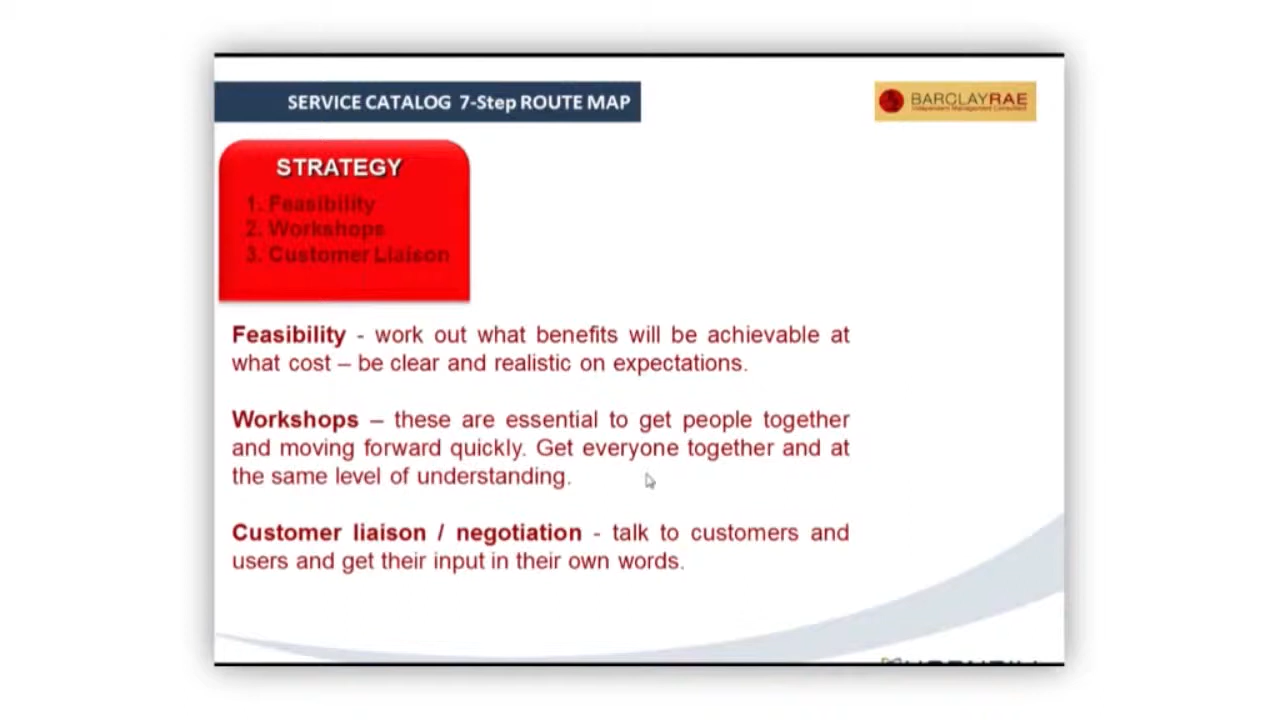 SERVICE CATALOG 7-Step ROUTE MAP
BARCLAYRAE
Independent Management Consultant
STRATEGY
1. Feasibility
2. Workshops
3. Customer Liaison
Feasibility - work out what benefits will be achievable at
what cost – be clear and realistic on expectations.
Workshops – these are essential to get people together
and moving forward quickly. Get everyone together and at
the same level of understanding.
Customer liaison / negotiation - talk to customers and
users and get their input in their own words.